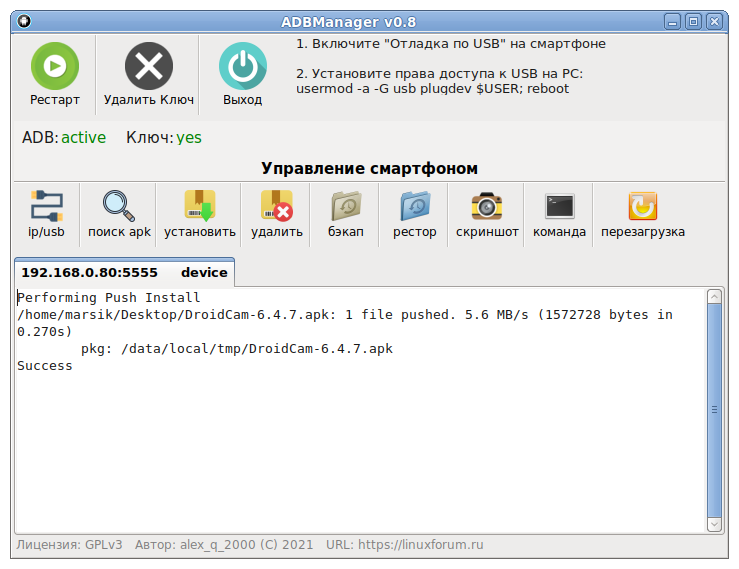 ADBManager v0.8
1. Включите "Отладка по USB" на смартфоне
2. Установите права доступа к USB на PC:
usermod -a -G usb plugdev $USER; reboot
Рестарт Удалить Ключ Выход
ADB: active Ключ: yes
Управление смартфоном
ip/usb поиск apk установить удалить бэкап рестор скриншот команда перезагрузка
192.168.0.80:5555 device
Performing Push Install
/home/marsik/Desktop/DroidCam-6.4.7.apk: 1 file pushed. 5.6 MB/s (1572728 bytes in
0.270s)
pkg: /data/local/tmp/DroidCam-6.4.7.apk
Success
Лицензия: GPLv3 Автор: alex_q_2000 (C) 2021 URL: https://linuxforum.ru